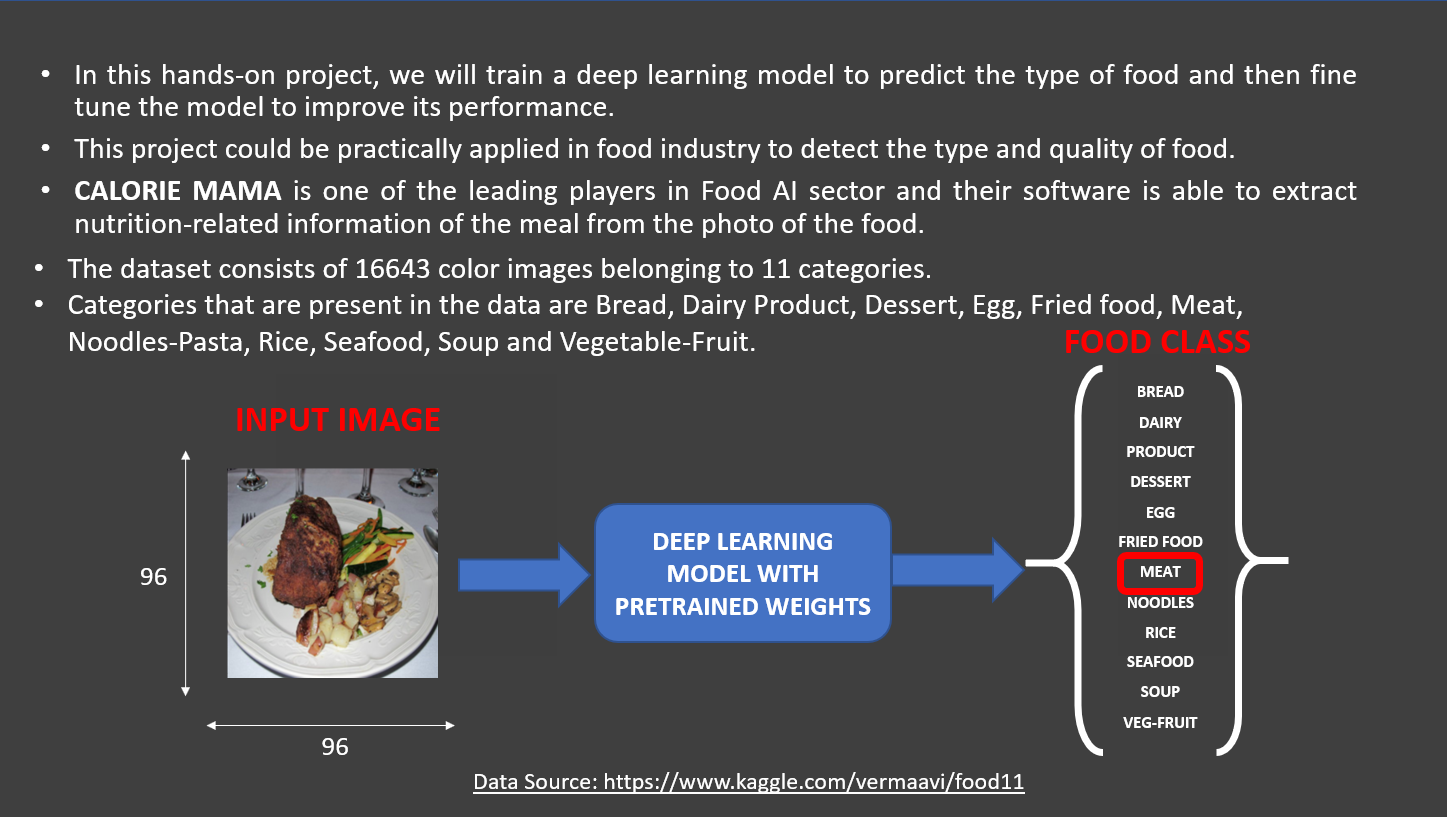 • In this hands-on project, we will train a deep learning model to predict the type of food and then fine
tune the model to improve its performance.
• This project could be practically applied in food industry to detect the type and quality of food.
• CALORIE MAMA is one of the leading players in Food AI sector and their software is able to extract
nutrition-related information of the meal from the photo of the food.
• The dataset consists of 16643 color images belonging to 11 categories.
• Categories that are present in the data are Bread, Dairy Product, Dessert, Egg, Fried food, Meat,
Noodles-Pasta, Rice, Seafood, Soup and Vegetable-Fruit.
INPUT IMAGE
96
96
DEEP LEARNING
MODEL WITH
PRETRAINED WEIGHTS
FOOD CLASS
BREAD
DAIRY
PRODUCT
DESSERT
EGG
FRIED FOOD
MEAT
NOODLES
RICE
SEAFOOD
SOUP
VEG-FRUIT
Data Source: https://www.kaggle.com/vermaavi/food11